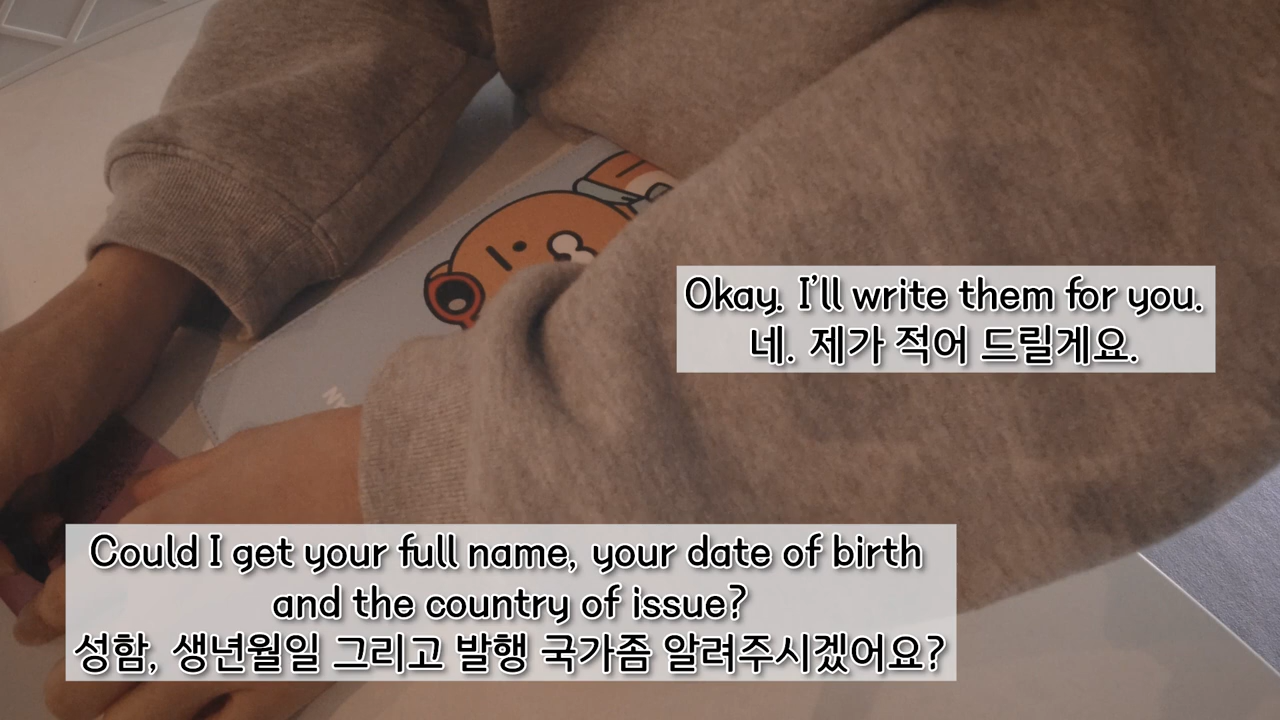 Okay. I'll write them for you.
네. 제가 적어 드릴게요.
Could I get your full name, your date of birth
and the country of issue?
성함, 생년월일 그리고 발행 국가좀 알려주시겠어요?